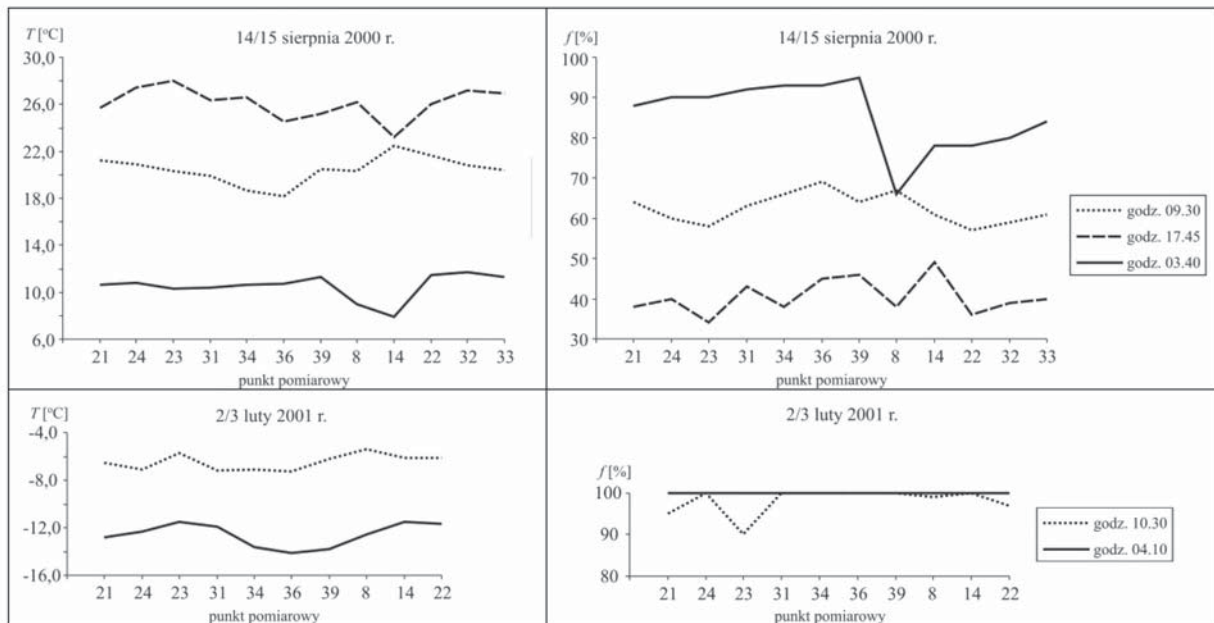 T [°C]
14/15 sierpnia 2000 r.
30,0
26,0
22,0
18,0
14,0
10,0
6,0
21 24 23 31 34 36 39 8 14 22 32 33
punkt pomiarowy
f [%]
14/15 sierpnia 2000 r.
100
90
80
70
60
50
40
30
21 24 23 31 34 36 39 8 14 22 32 33
punkt pomiarowy
godz. 09.30
godz. 17.45
godz. 03.40
T [°C]
2/3 luty 2001 r.
-4,0
-8,0
-12,0
-16,0
21 24 23 31 34 36 39 8 14 22
punkt pomiarowy
2/3 luty 2001 r.
f [%]
100
90
80
21 24 23 31 34 36 39 8 14 22
punkt pomiarowy
godz. 10.30
godz. 04.10